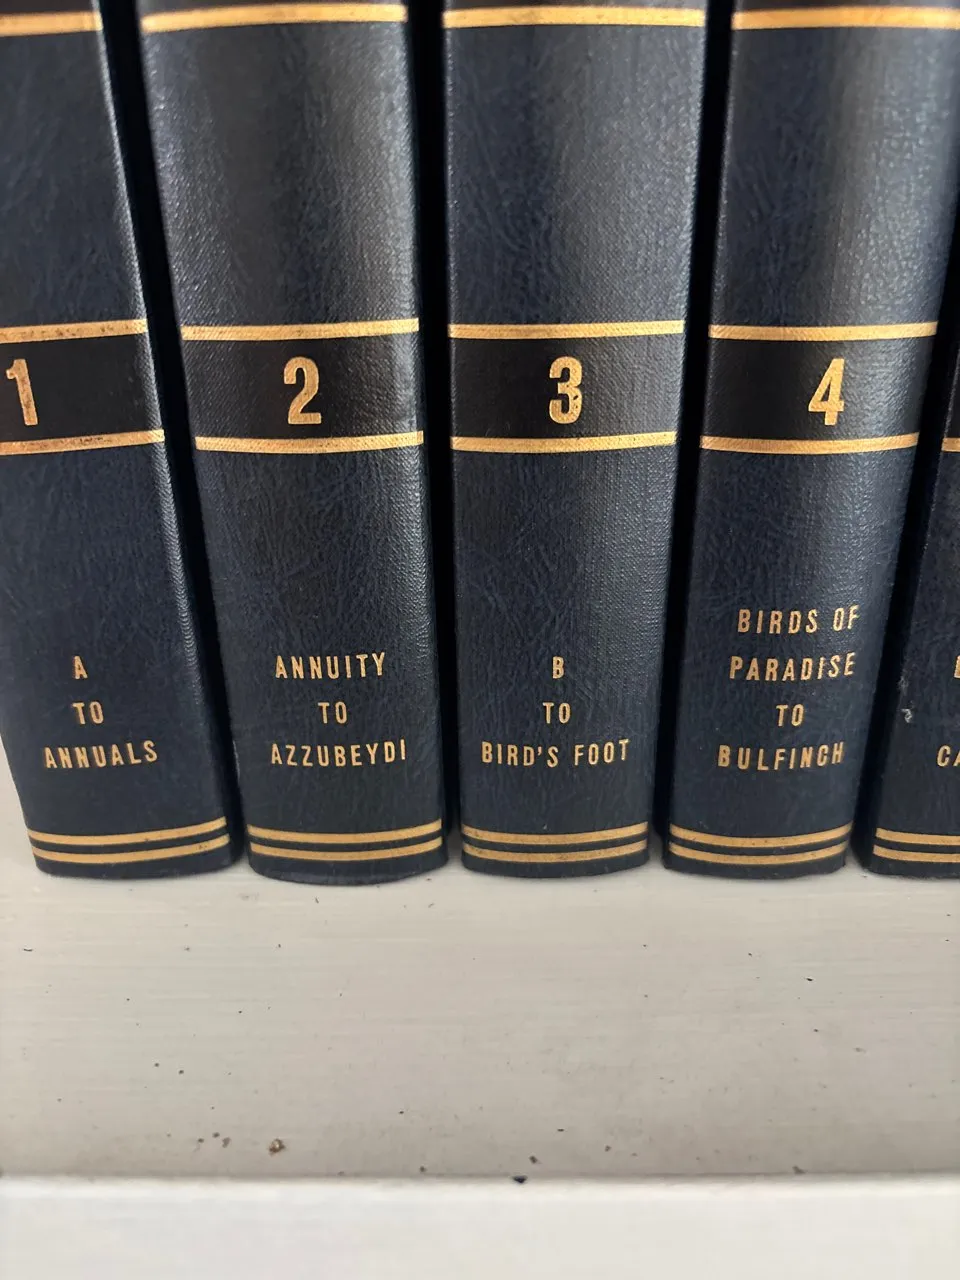 1
A
TO
ANNUALS
2
ANNUITY
TO
AZZUBEYDI
3
B
TO
BIRD'S FOOT
4
BIRDS OF
PARADISE
TO
BULFINCH